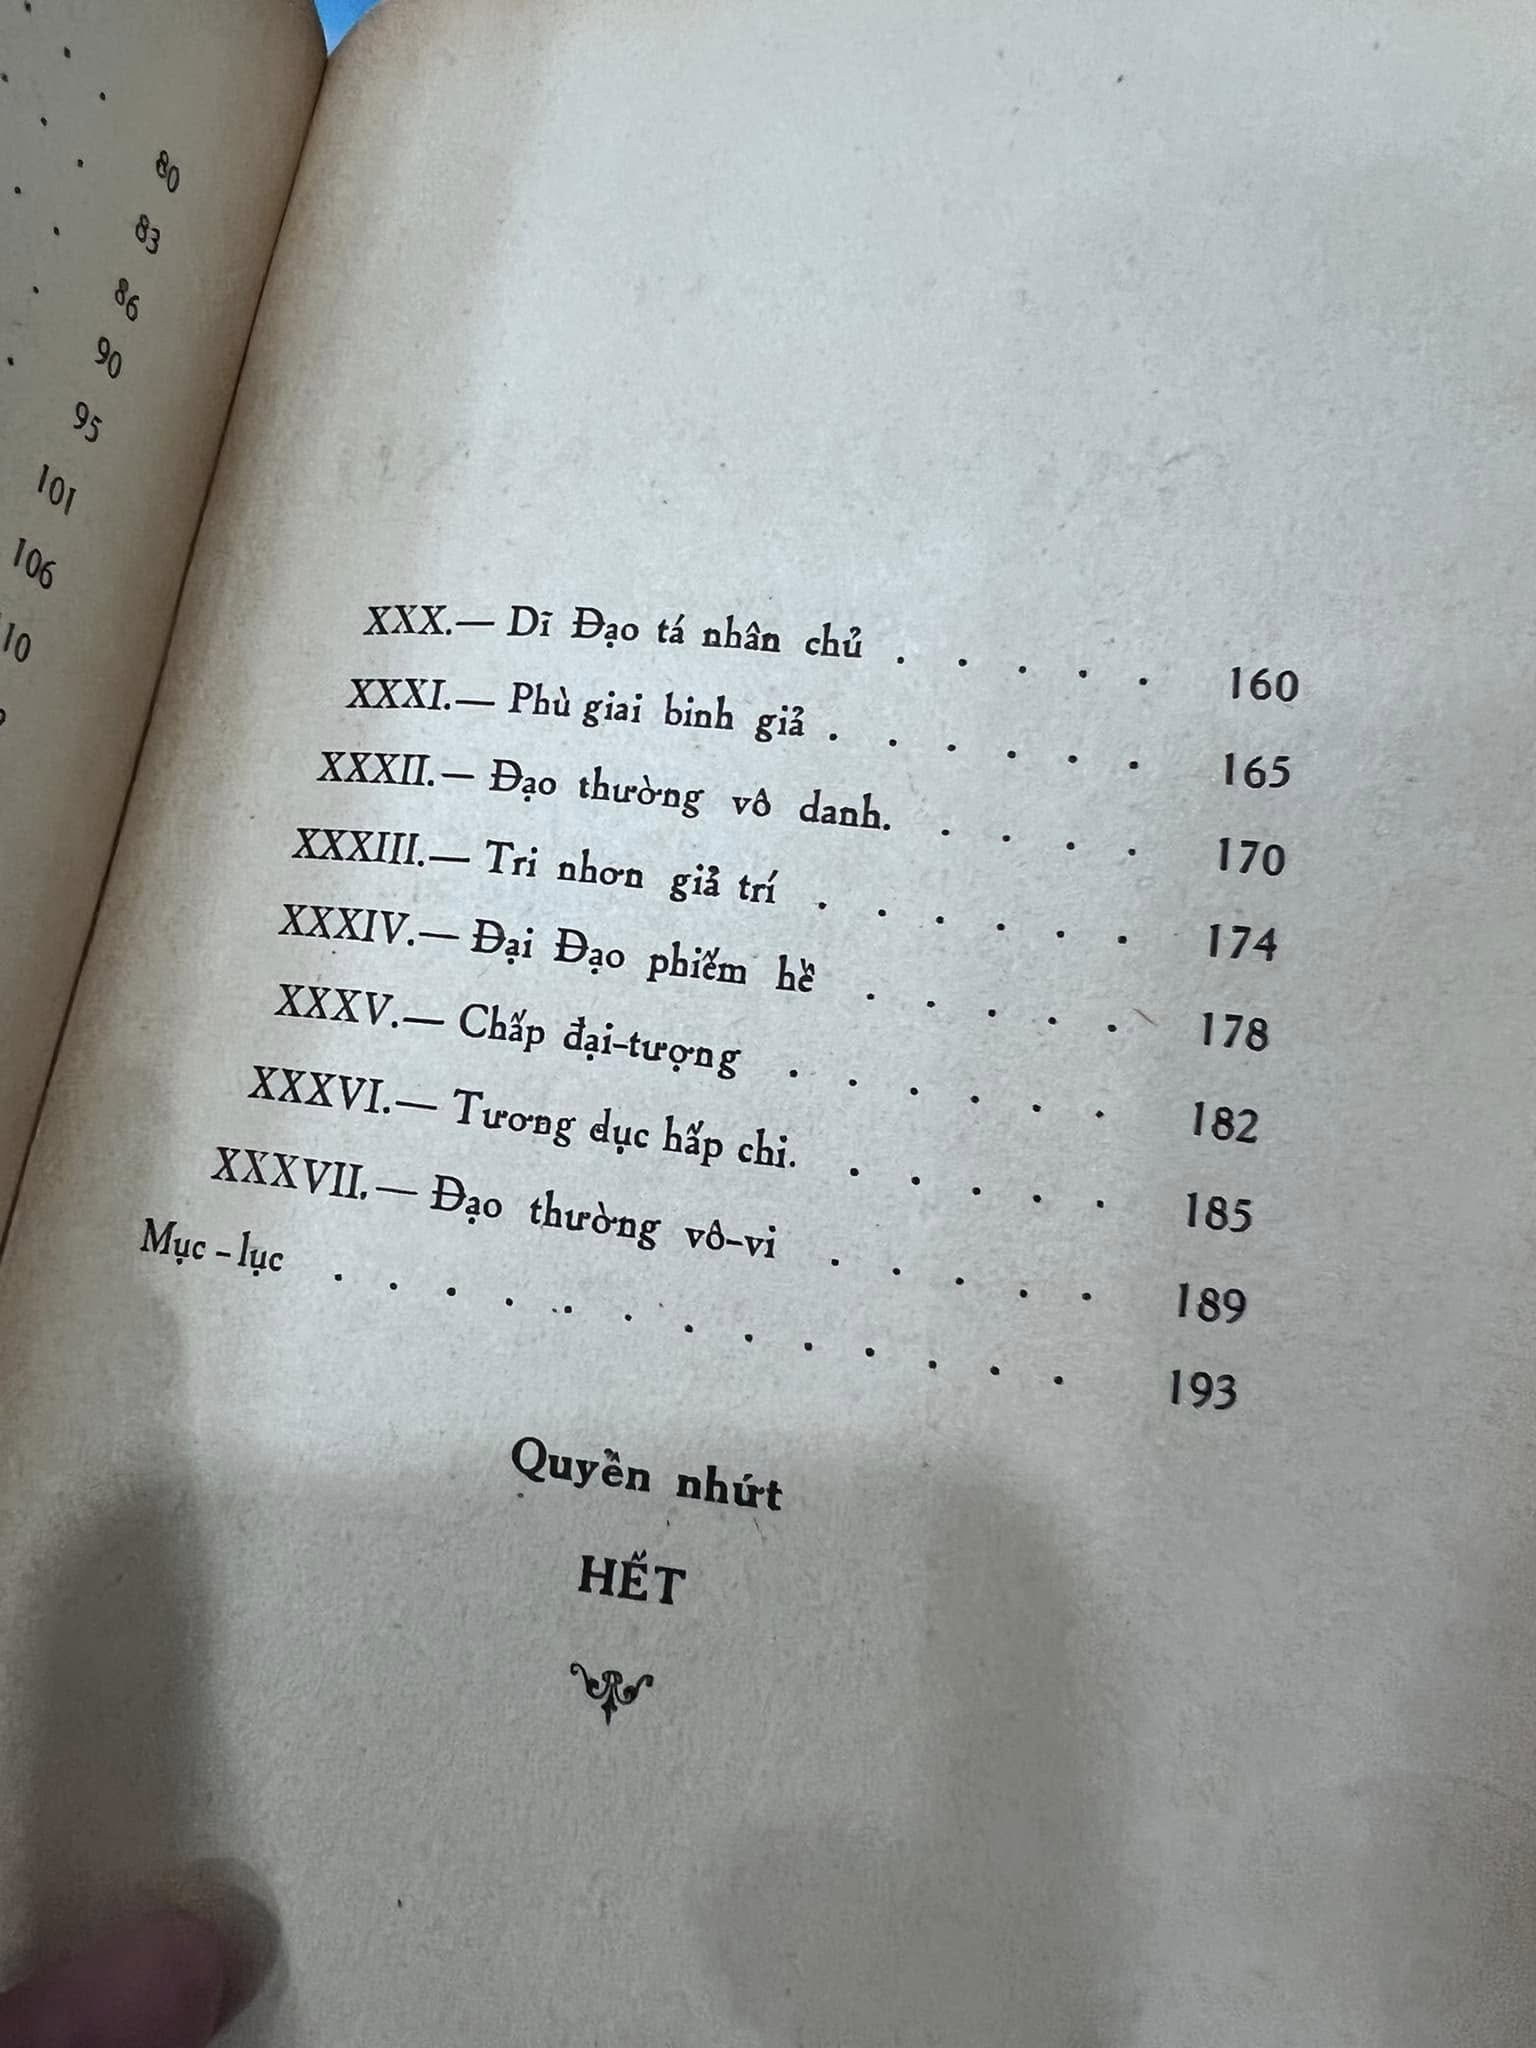 80
83
86
90
95
101
106
XXX.— Dĩ Đạo tá nhân chủ . . . . . 160
XXXI.— Phù giai binh giả . . . . . . 165
XXXII.— Đạo thường vô danh. . . . . 170
XXXIII.— Tri nhơn giả trí . . . . . . 174
XXXIV.— Đại Đạo phiếm hề . . . . . 178
XXXV.— Chấp đại-tượng . . . . . . 182
XXXVI.— Tương dục hấp chi. . . . . . 185
XXXVII.— Đạo thường vô-vi . . . . . 189
Mục-lục . . . . . . . . . . . . . 193
Quyển nhứt
HẾT